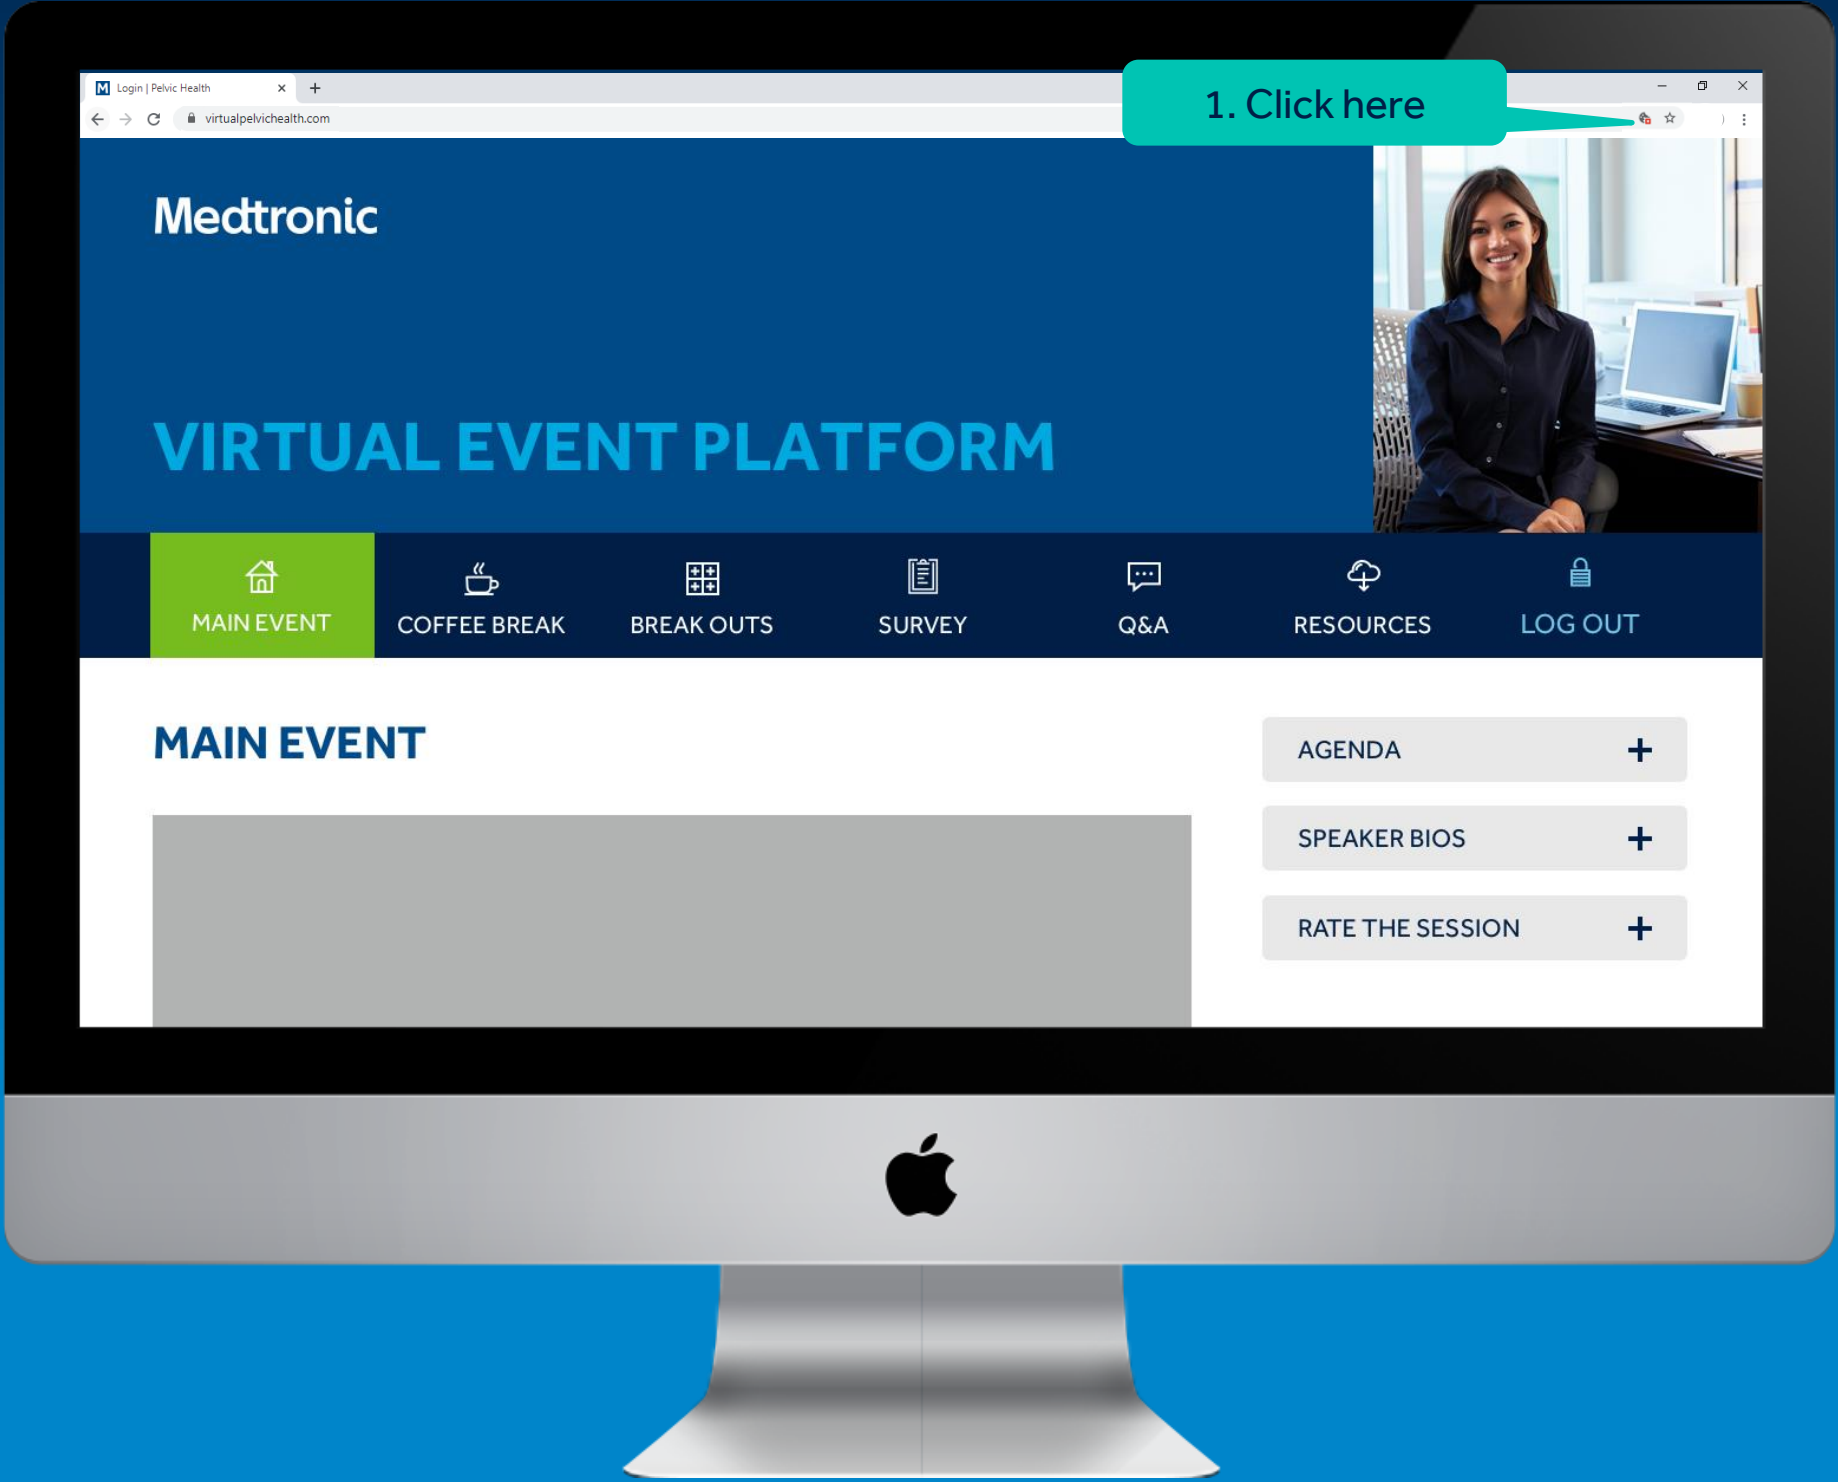 Login | Pelvic Health
virtualpelvichealth.com
1. Click here
Medtronic
VIRTUAL EVENT PLATFORM
MAIN EVENT
COFFEE BREAK
BREAK OUTS
SURVEY
Q&A
RESOURCES
LOG OUT
MAIN EVENT
AGENDA
SPEAKER BIOS
RATE THE SESSION